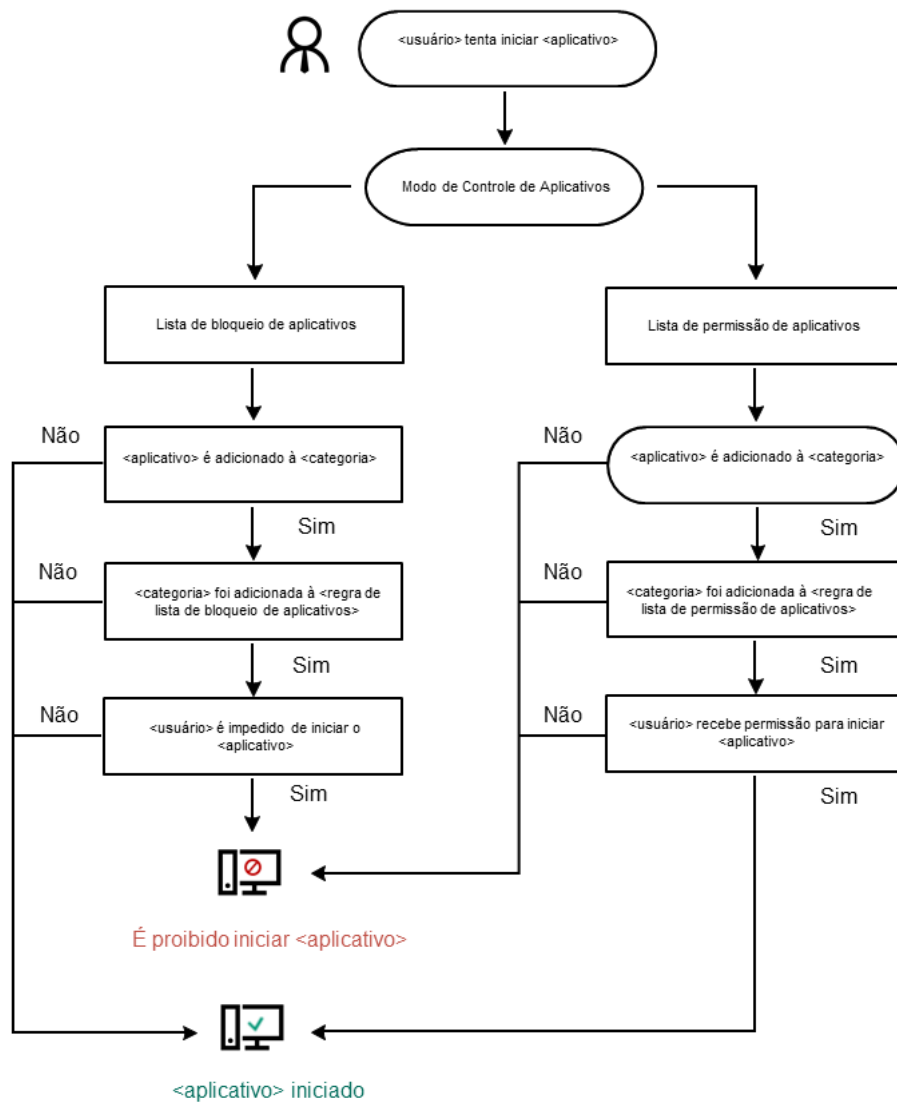 <usuário> tenta iniciar <aplicativo>
Modo de Controle de Aplicativos
Lista de bloqueio de aplicativos
Lista de permissão de aplicativos
Não
<aplicativo> é adicionado à <categoria>
Não
<aplicativo> é adicionado à <categoria>
Sim
Sim
Não
<categoria> foi adicionada à <regra de
lista de bloqueio de aplicativos>
Não
<categoria> foi adicionada à <regra de
lista de permissão de aplicativos>
Sim
Sim
Não
<usuário> é impedido de iniciar o
<aplicativo>
Não
<usuário> recebe permissão para iniciar
<aplicativo>
Sim
Sim
É proibido iniciar <aplicativo>
<aplicativo> iniciado